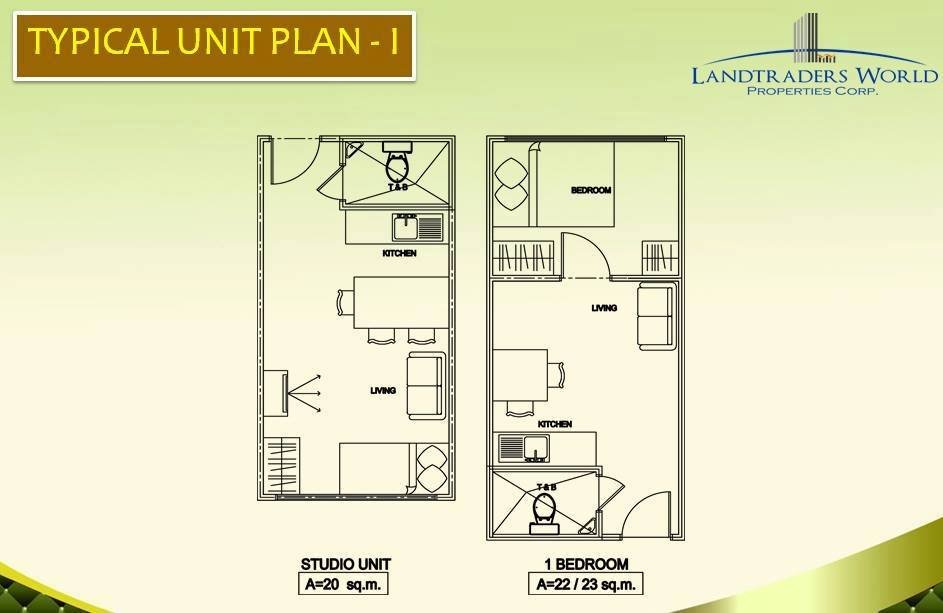 TYPICAL UNIT PLAN - I
LANDTRADERS WORLD
PROPERTIES CORP.
T & B
KITCHEN
LIVING
STUDIO UNIT
A=20 sq.m.
BEDROOM
LIVING
KITCHEN
T & B
1 BEDROOM
A=22 / 23 sq.m.